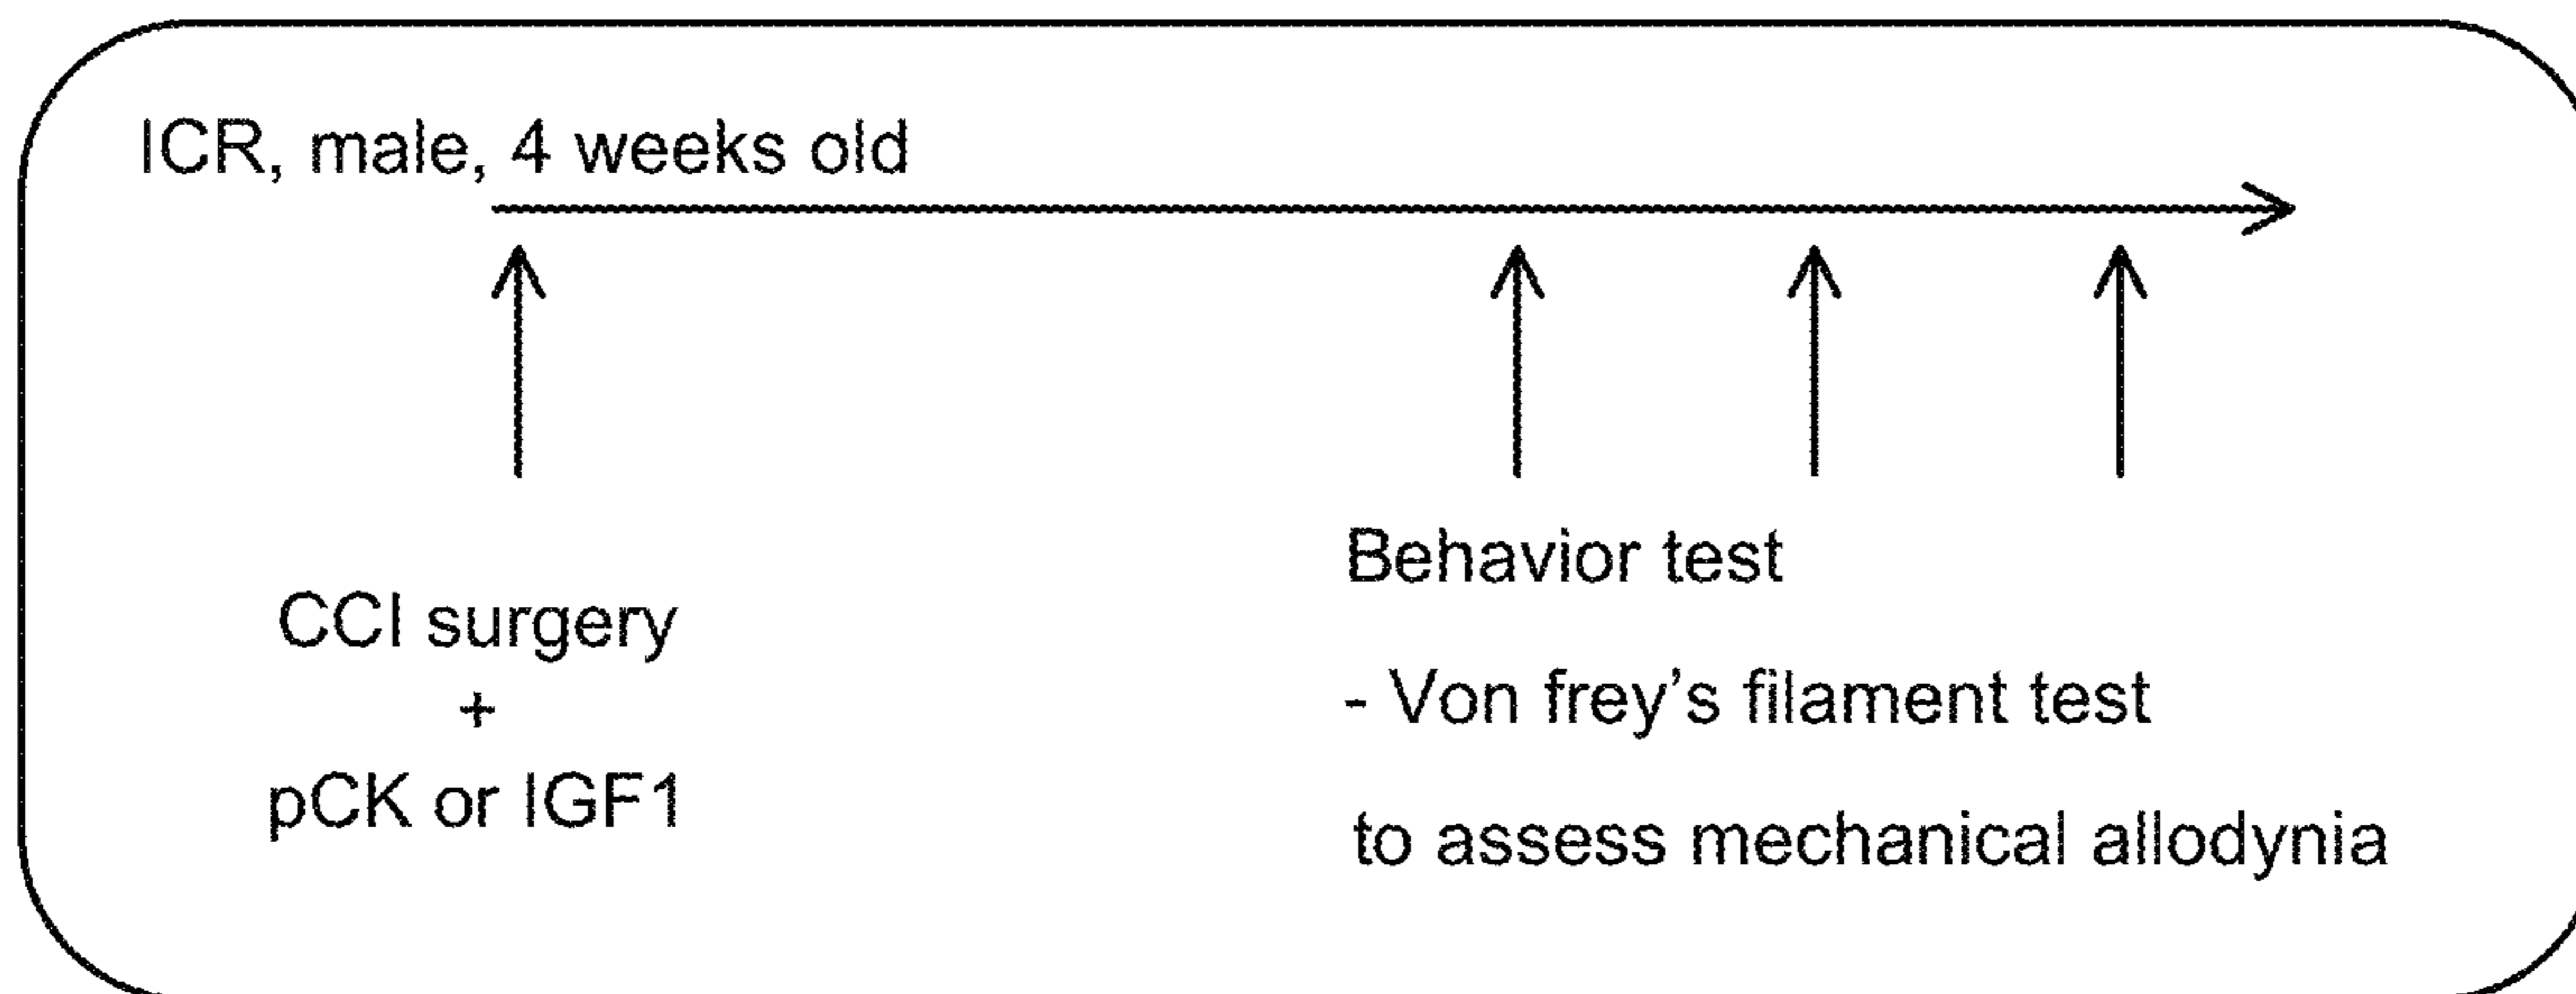 ICR, male, 4 weeks old
CCI surgery
+
pCK or IGF1
Behavior test
- Von frey's filament test
to assess mechanical allodynia